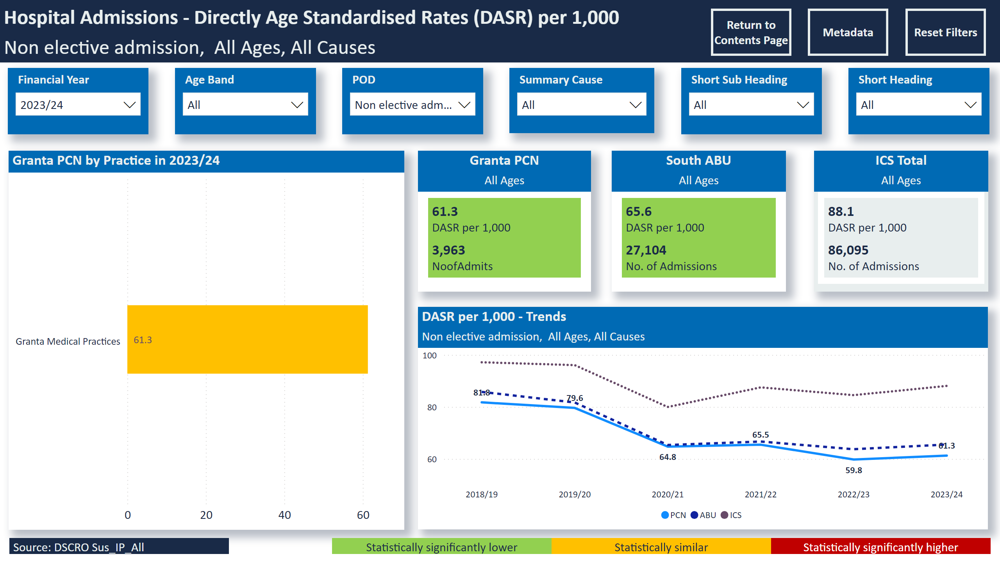 Hospital Admissions - Directly Age Standardised Rates (DASR) per 1,000
Non elective admission,  All Ages, All Causes
Return to
Contents Page
Metadata
Reset Filters
Financial Year
2023/24
Age Band
All
POD
Non elective adm...
Summary Cause
All
Short Sub Heading
All
Short Heading
All
Granta PCN by Practice in 2023/24
Granta Medical Practices
61.3
0 20 40 60
Granta PCN
All Ages
61.3
DASR per 1,000
3,963
NoofAdmits
South ABU
All Ages
65.6
DASR per 1,000
27,104
No. of Admissions
ICS Total
All Ages
88.1
DASR per 1,000
86,095
No. of Admissions
DASR per 1,000 - Trends
Non elective admission,  All Ages, All Causes
100
80
60
81.8
79.6
64.8
65.5
59.8
61.3
2018/19 2019/20 2020/21 2021/22 2022/23 2023/24
PCN ABU ICS
Source: DSCRO Sus_IP_All
Statistically significantly lower
Statistically similar
Statistically significantly higher